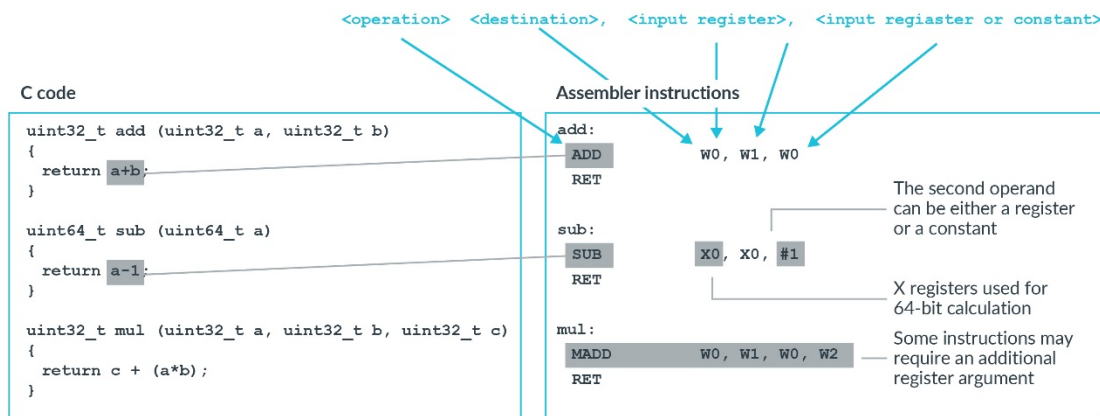 <operation> <destination>, <input register>, <input regiaster or constant>
C code
uint32_t add (uint32_t a, uint32_t b)
{
return a+b;
}
uint64_t sub (uint64_t a)
{
return a-1;
}
uint32_t mul (uint32_t a, uint32_t b, uint32_t c)
{
return c + (a*b);
}
Assembler instructions
add:
ADD W0, W1, W0
RET
sub:
SUB X0, X0, #1
RET
mul:
MADD W0, W1, W0, W2
RET
The second operand
can be either a register
or a constant
X registers used for
64-bit calculation
Some instructions may
require an additional
register argument